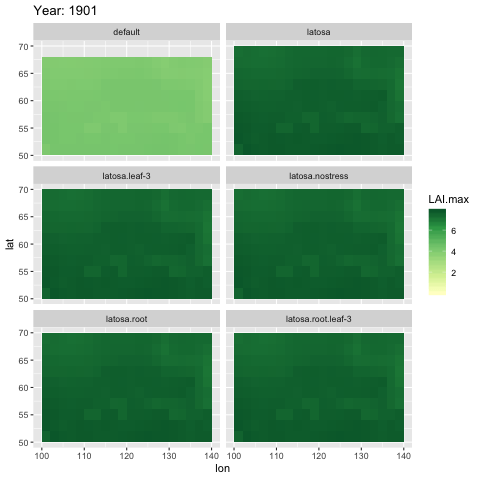 Year: 1901
default
latosa
70
65
60
55
50
latosa.leaf-3
latosa.nostress
70
65
60
55
50
lat
LAI.max
6
4
2
latosa.root
latosa.root.leaf-3
70
65
60
55
50
100 110 120 130 140 100 110 120 130 140
lon